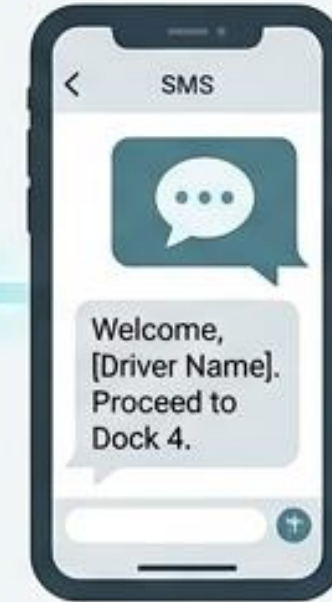 SMS
Welcome,
[Driver Name].
Proceed to
Dock 4.